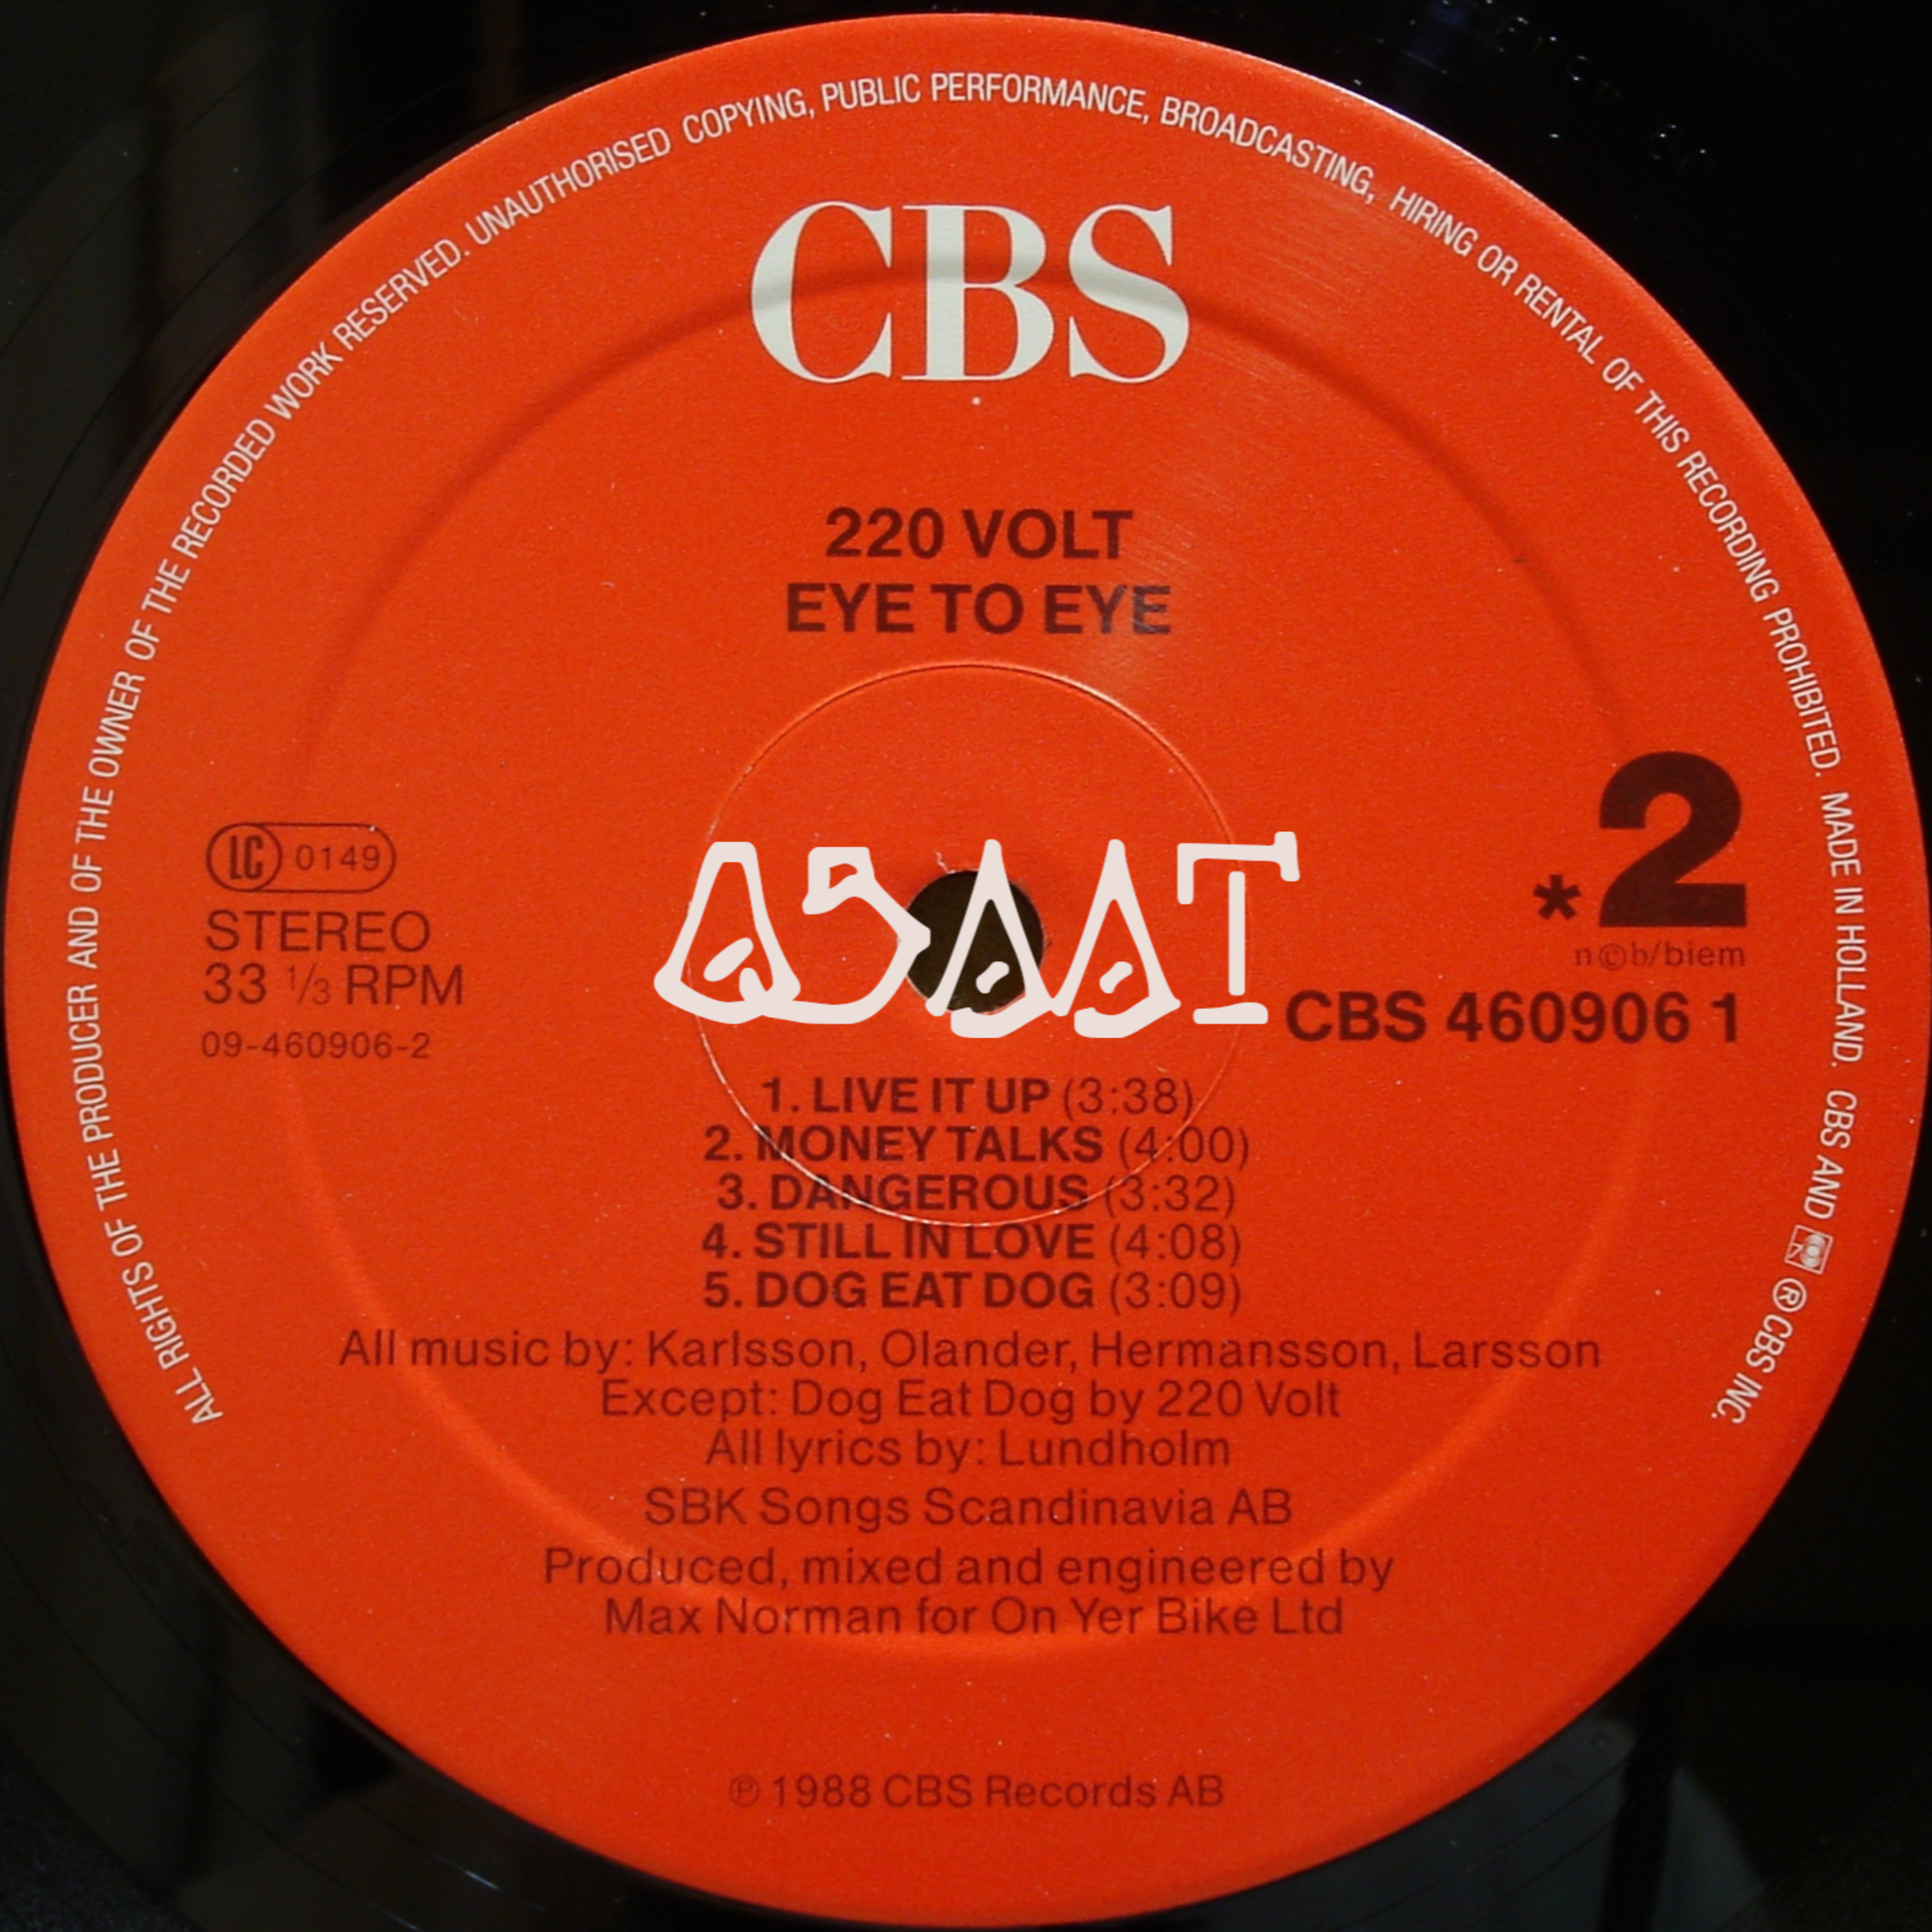 ALL RIGHTS OF THE PRODUCER AND OF THE OWNER OF THE RECORDED WORK RESERVED. UNAUTHORISED COPYING, PUBLIC PERFORMANCE, BROADCASTING, HIRING OR RENTAL OF THIS RECORDING PROHIBITED. MADE IN HOLLAND. CBS AND ® CBS INC.
CBS
220 VOLT
EYE TO EYE
LC 0149
STEREO
33 1/3 RPM
09-460906-2
*2
n©b/biem
CBS 460906 1
1. LIVE IT UP (3:38)
2. MONEY TALKS (4:00)
3. DANGEROUS (3:32)
4. STILL IN LOVE (4:08)
5. DOG EAT DOG (3:09)
All music by: Karlsson, Olander, Hermansson, Larsson
Except: Dog Eat Dog by 220 Volt
All lyrics by: Lundholm
SBK Songs Scandinavia AB
Produced, mixed and engineered by
Max Norman for On Yer Bike Ltd
℗ 1988 CBS Records AB